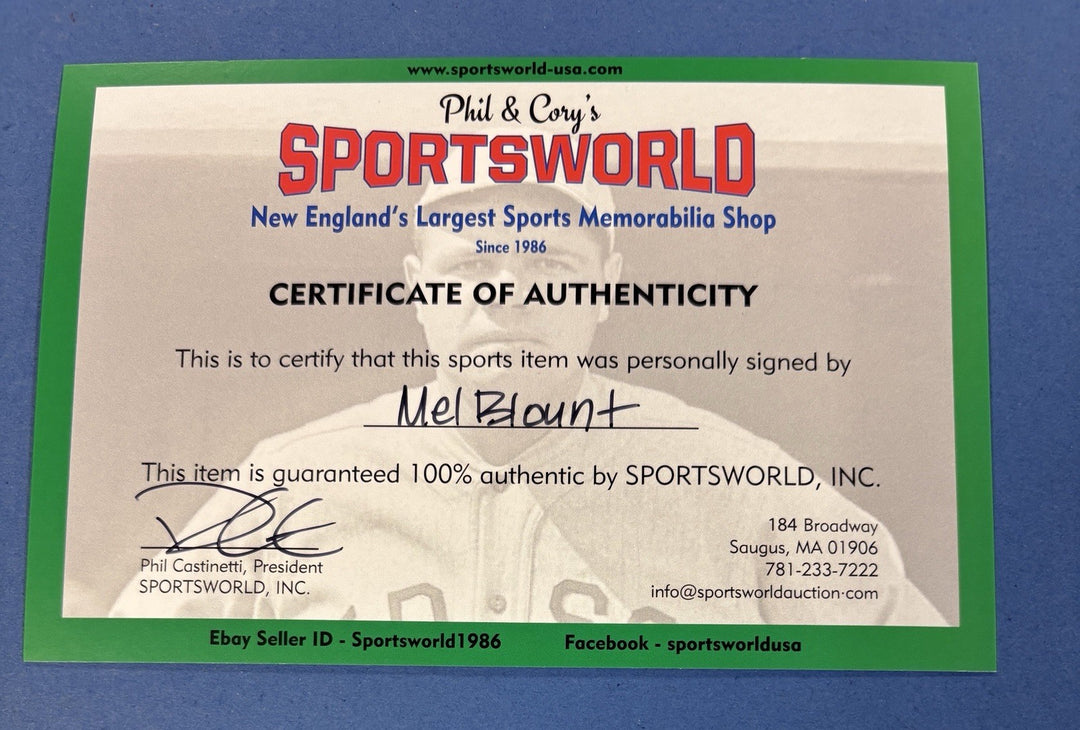 www.sportsworld-usa.com
Phil & Cory's
SPORTSWORLD
New England's Largest Sports Memorabilia Shop
Since 1986
CERTIFICATE OF AUTHENTICITY
This is to certify that this sports item was personally signed by
Mel Blount
This item is guaranteed 100% authentic by SPORTSWORLD, INC.
Phil Castinetti, President
SPORTSWORLD, INC.
184 Broadway
Saugus, MA 01906
781-233-7222
info@sportsworldauction·com
Ebay Seller ID - Sportsworld1986
Facebook - sportsworldusa